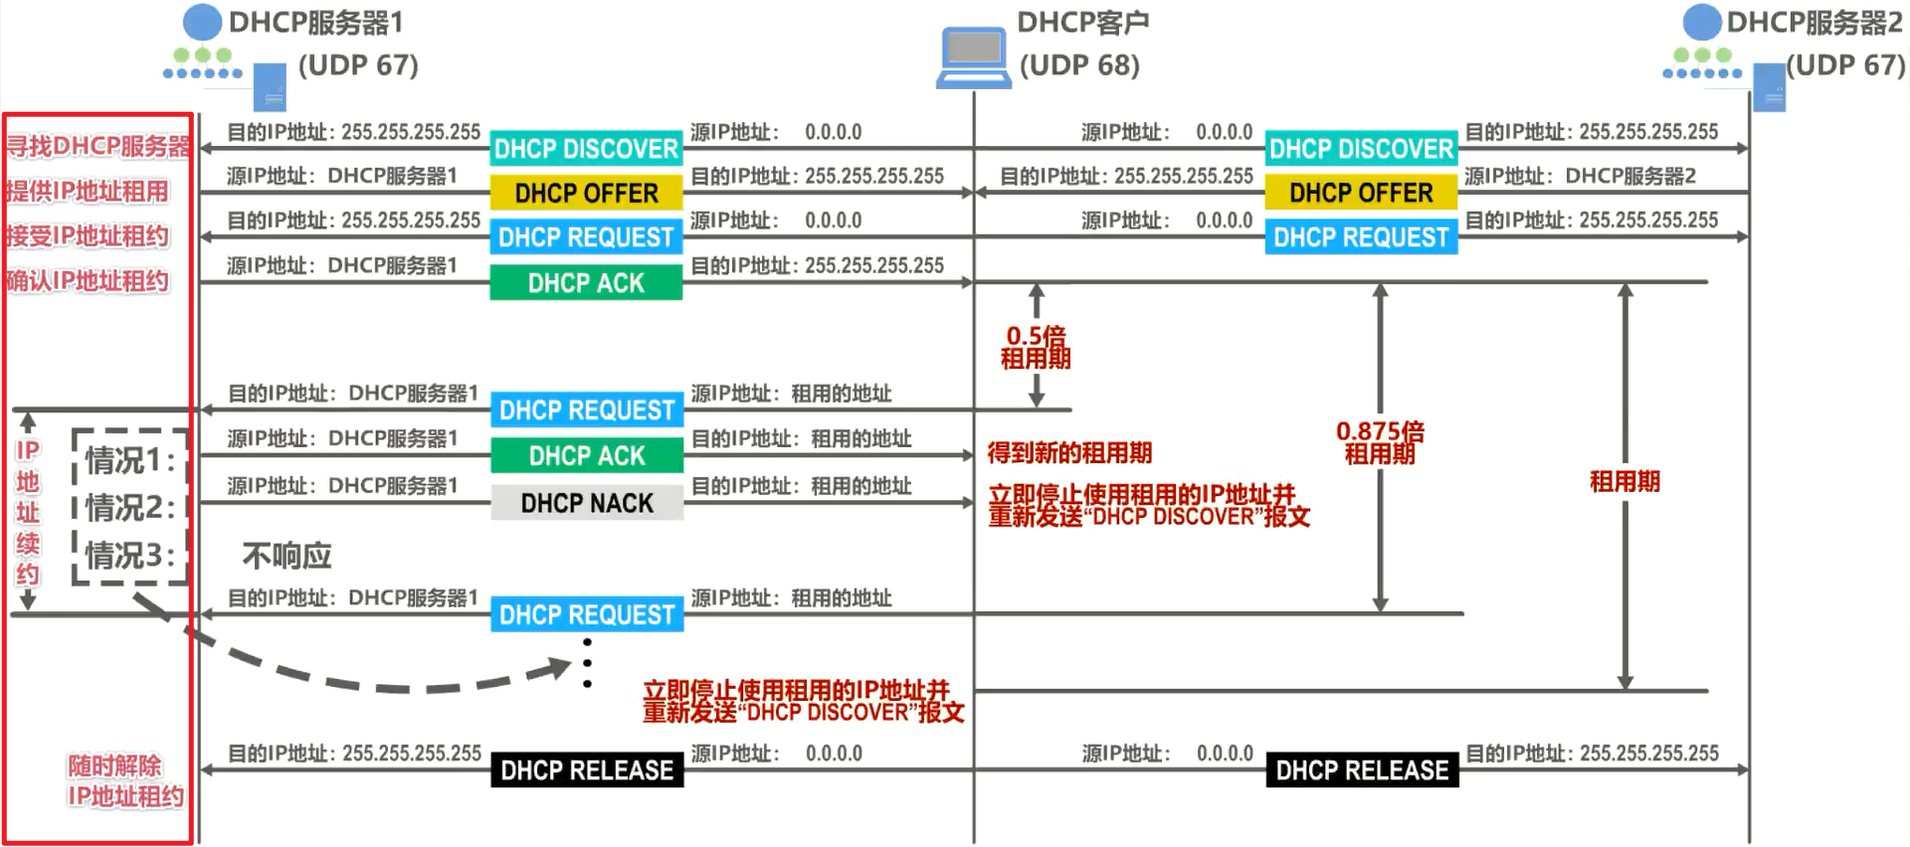 DHCP服务器1
(UDP 67)
DHCP客户
(UDP 68)
DHCP服务器2
(UDP 67)
寻找DHCP服务器
目的IP地址：255.255.255.255
DHCP DISCOVER
源IP地址： 0.0.0.0
源IP地址： 0.0.0.0
DHCP DISCOVER
目的IP地址：255.255.255.255
提供IP地址租用
源IP地址：DHCP服务器1
DHCP OFFER
目的IP地址：255.255.255.255
目的IP地址：255.255.255.255
DHCP OFFER
源IP地址：DHCP服务器2
接受IP地址租约
目的IP地址：255.255.255.255
DHCP REQUEST
源IP地址： 0.0.0.0
源IP地址： 0.0.0.0
DHCP REQUEST
目的IP地址：255.255.255.255
确认IP地址租约
源IP地址：DHCP服务器1
DHCP ACK
目的IP地址：255.255.255.255
0.5倍
租用期
0.875倍
租用期
租用期
目的IP地址：DHCP服务器1
DHCP REQUEST
源IP地址：租用的地址
IP
地
址
续
约
情况1：
源IP地址：DHCP服务器1
DHCP ACK
目的IP地址：租用的地址
得到新的租用期
情况2：
源IP地址：DHCP服务器1
DHCP NACK
目的IP地址：租用的地址
立即停止使用租用的IP地址并
重新发送“DHCP DISCOVER”报文
情况3：
不响应
目的IP地址：DHCP服务器1
DHCP REQUEST
源IP地址：租用的地址
立即停止使用租用的IP地址并
重新发送“DHCP DISCOVER”报文
随时解除
IP地址租约
目的IP地址：255.255.255.255
DHCP RELEASE
源IP地址： 0.0.0.0
源IP地址： 0.0.0.0
DHCP RELEASE
目的IP地址：255.255.255.255